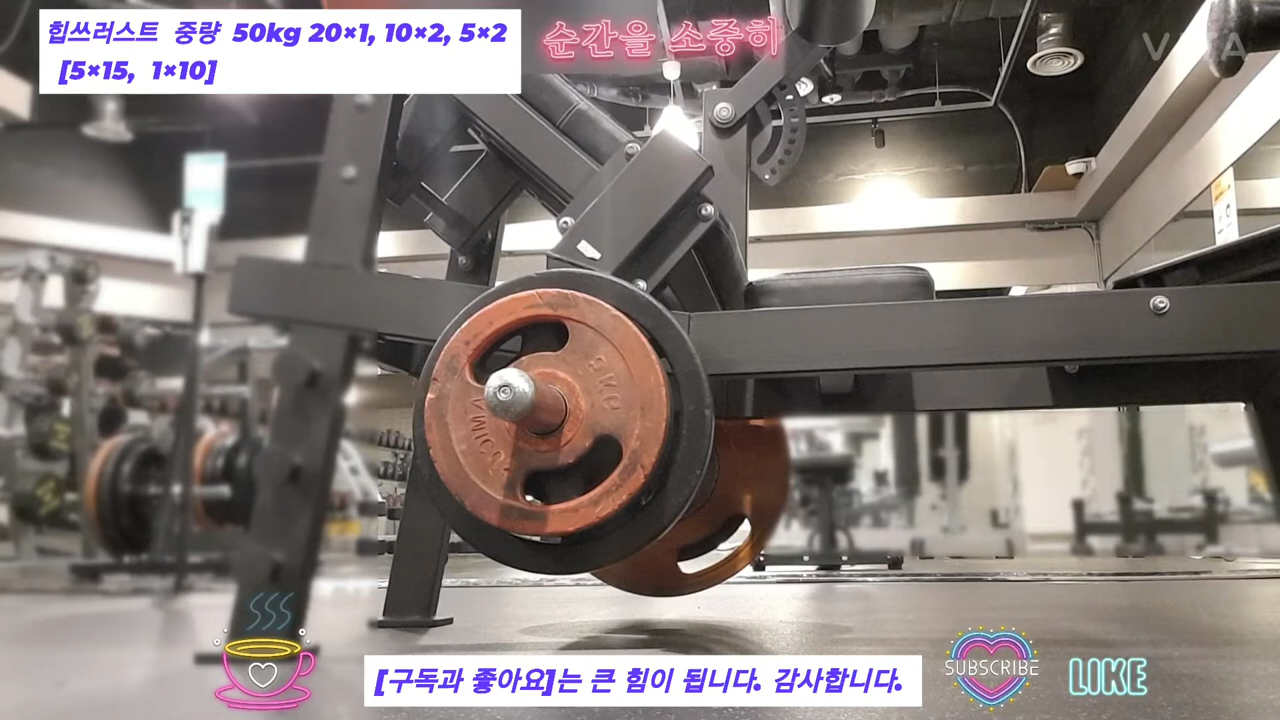 힙쓰러스트 중량 50kg 20×1, 10×2, 5×2
[5×15, 1×10]
순간을 소중히
VITA
5KG
[구독과 좋아요]는 큰 힘이 됩니다. 감사합니다.
SUBSCRIBE
LIKE